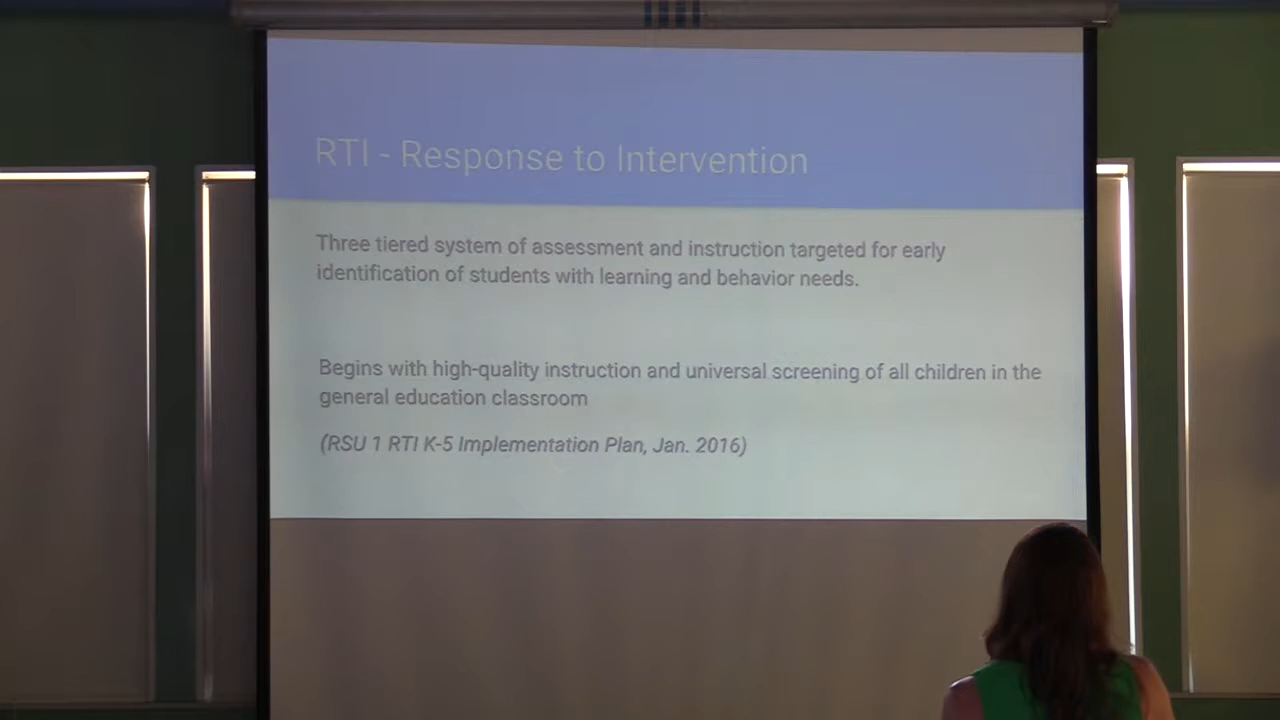 RTI - Response to Intervention
Three tiered system of assessment and instruction targeted for early
identification of students with learning and behavior needs.
Begins with high-quality instruction and universal screening of all children in the
general education classroom
(RSU 1 RTI K-5 Implementation Plan, Jan. 2016)